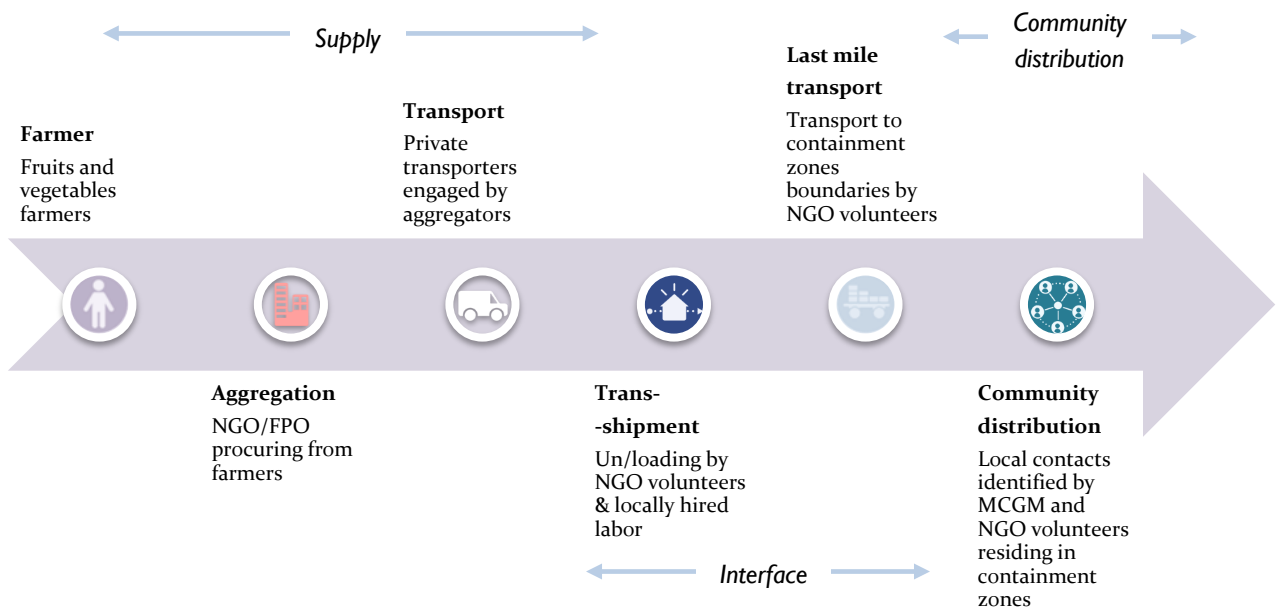 Supply
Community
distribution
Farmer
Fruits and
vegetables
farmers
Transport
Private
transporters
engaged by
aggregators
Last mile
transport
Transport to
containment
zones
boundaries by
NGO volunteers
Aggregation
NGO/FPO
procuring from
farmers
Trans-
-shipment
Un/loading by
NGO volunteers
& locally hired
labor
Community
distribution
Local contacts
identified by
MCGM and
NGO volunteers
residing in
containment
zones
Interface